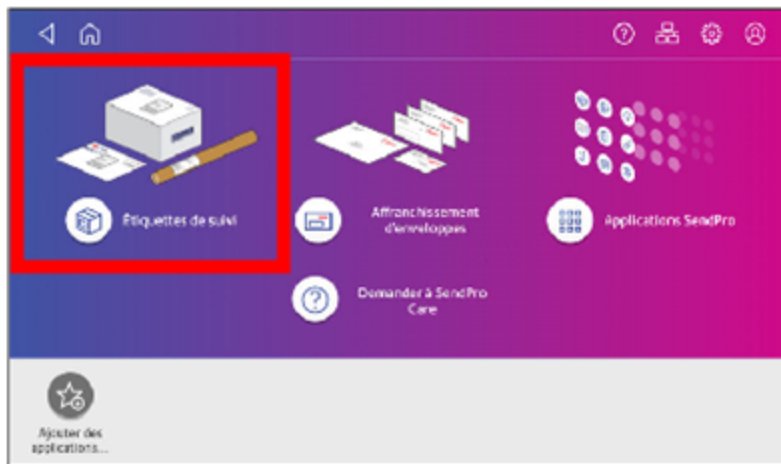 Étiquettes de suivi
Affranchissement
d'enveloppes
Applications SendPro
Demander à SendPro
Care
Ajouter des
applications...